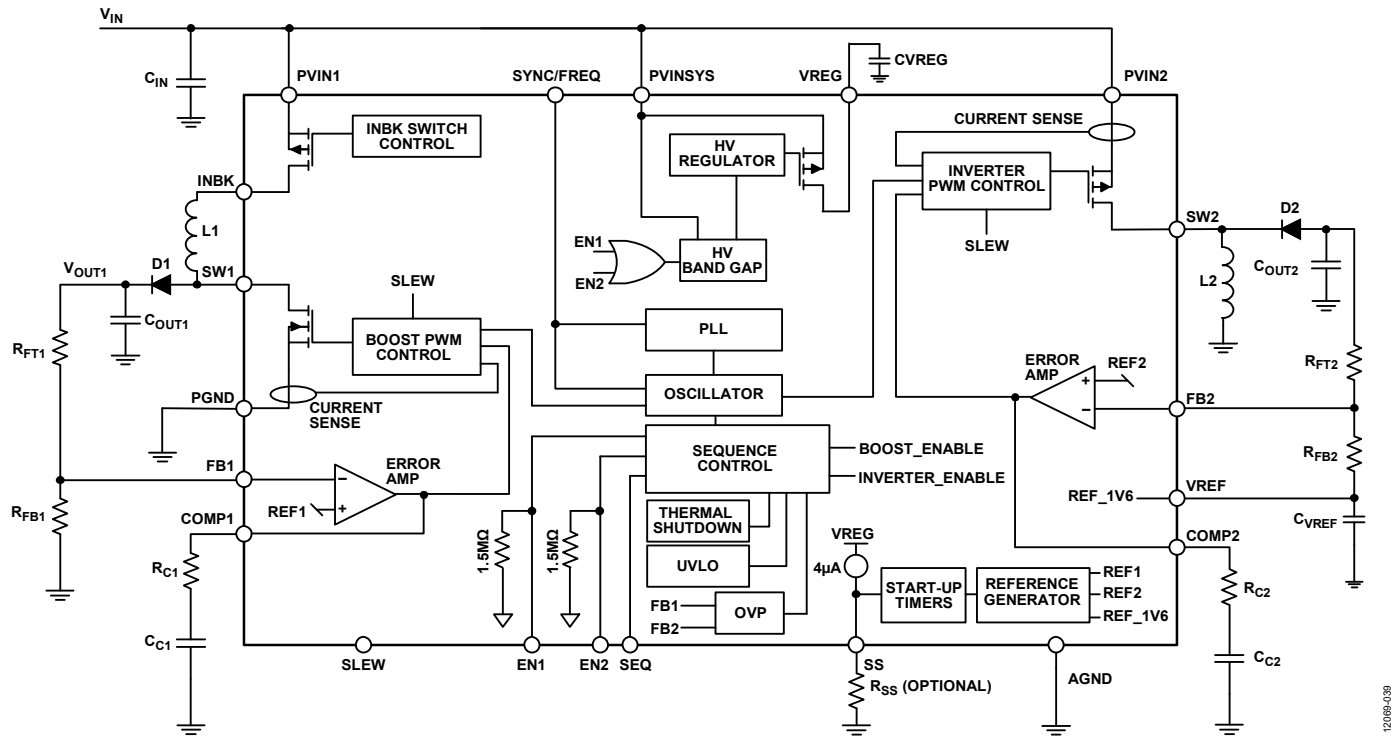 VIN
CIN
PVIN1
SYNC/FREQ
PVINSYS
VREG
CVREG
PVIN2
INBK SWITCH
CONTROL
HV
REGULATOR
CURRENT SENSE
INVERTER
PWM CONTROL
INBK
L1
EN1
EN2
HV
BAND GAP
SLEW
SW2
D2
L2
COUT2
VOUT1
D1
SW1
COUT1
SLEW
BOOST PWM
CONTROL
PLL
RFT1
OSCILLATOR
ERROR
AMP
REF2
RFT2
PGND
CURRENT
SENSE
FB2
SEQUENCE
CONTROL
BOOST_ENABLE
INVERTER_ENABLE
RFB2
FB1
ERROR
AMP
REF1
RFB1
REF_1V6
VREF
CVREF
COMP1
THERMAL
SHUTDOWN
1.5MΩ
1.5MΩ
UVLO
VREG
4µA
COMP2
RC1
START-UP
TIMERS
REFERENCE
GENERATOR
REF1
REF2
REF_1V6
RC2
FB1
FB2
OVP
CC1
SLEW
EN1
EN2
SEQ
SS
RSS (OPTIONAL)
AGND
CC2
12069-039